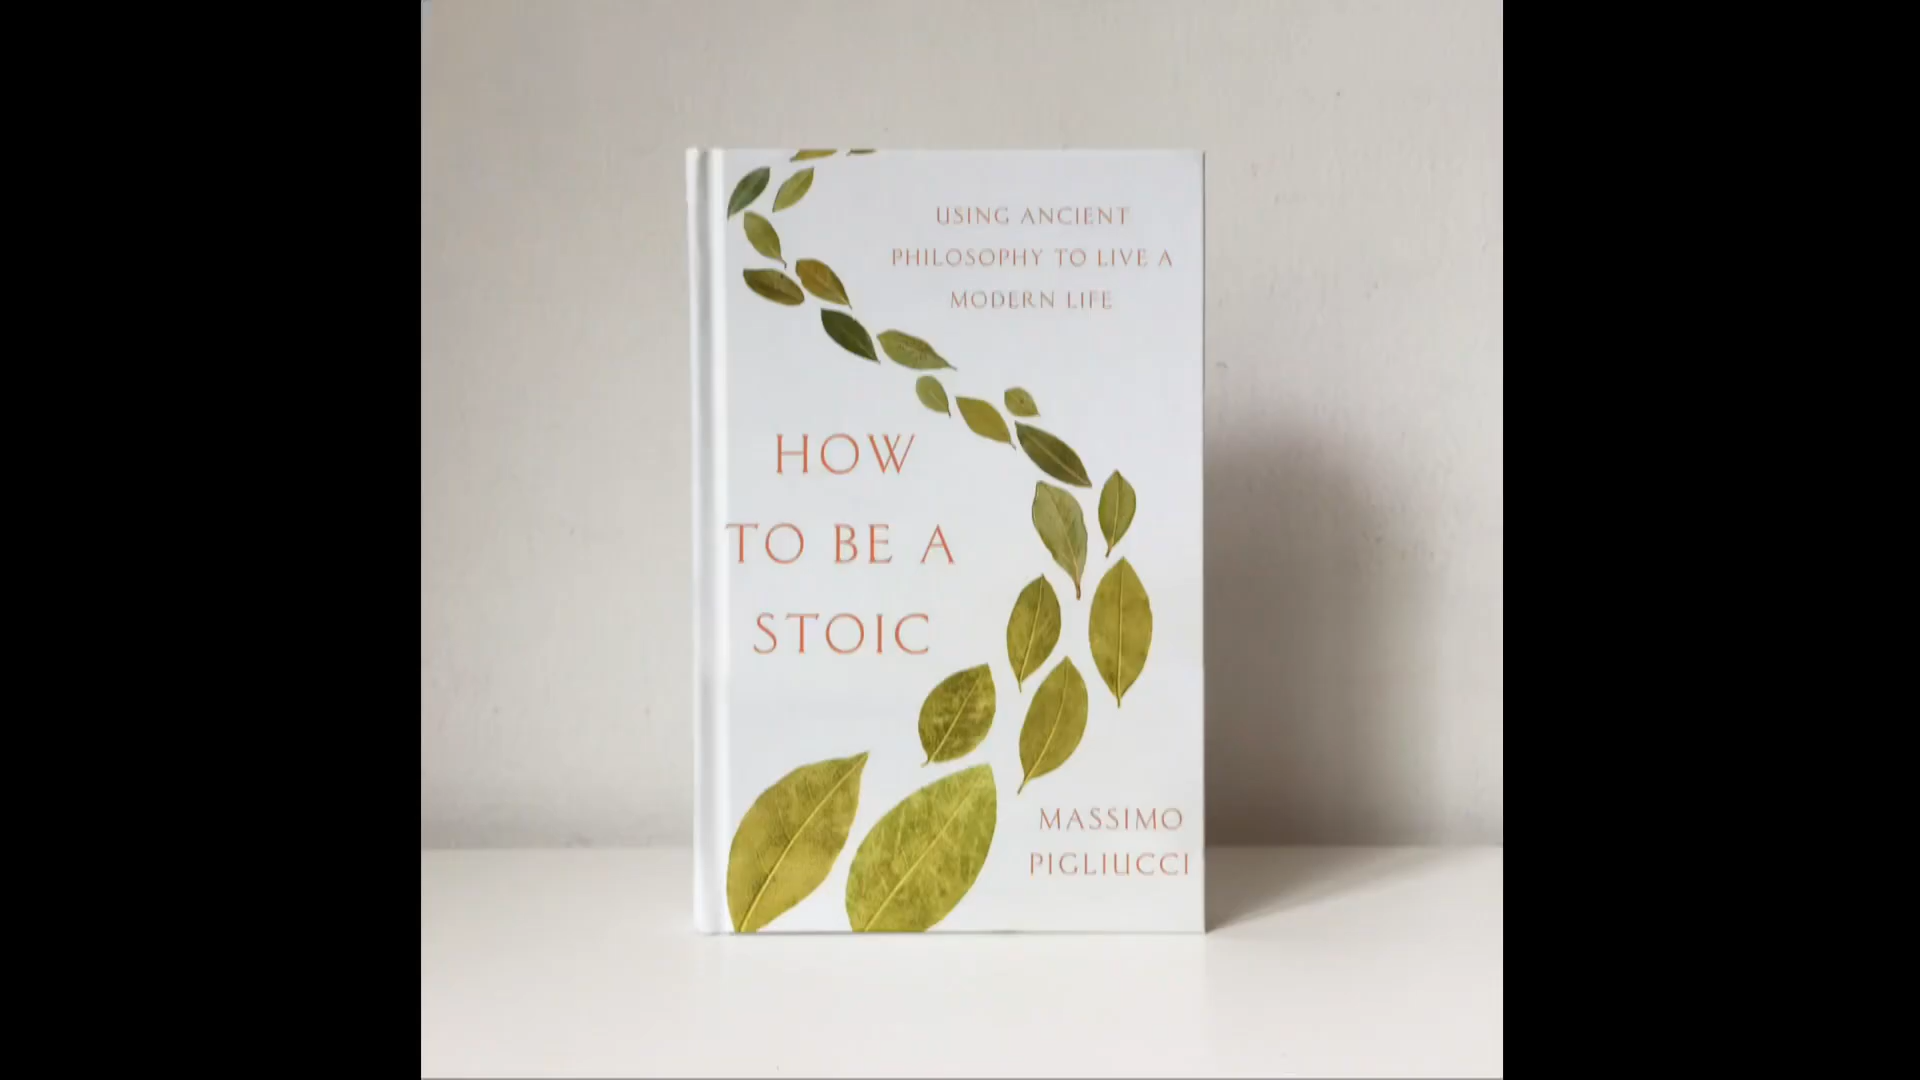 USING ANCIENT
PHILOSOPHY TO LIVE A
MODERN LIFE
HOW
TO BE A
STOIC
MASSIMO
PIGLIUCCI